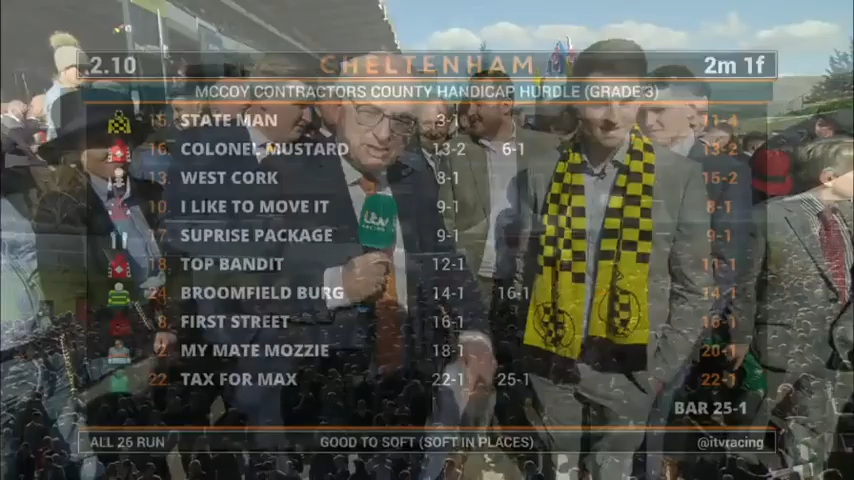 2.10 CHELTENHAM 2m 1f
MCCOY CONTRACTORS COUNTY HANDICAP HURDLE (GRADE 3)
15. STATE MAN 3-1 11-4
16. COLONEL MUSTARD 13-2 6-1 13-2
13. WEST CORK 8-1 15-2
10. I LIKE TO MOVE IT 9-1 8-1
17. SUPRISE PACKAGE 9-1 9-1
18. TOP BANDIT 12-1 11-1
24. BROOMFIELD BURG 14-1 16-1 14-1
8. FIRST STREET 16-1 16-1
2. MY MATE MOZZIE 18-1 20-1
22. TAX FOR MAX 22-1 25-1 22-1
BAR 25-1
ALL 26 RUN GOOD TO SOFT (SOFT IN PLACES) @itvracing
itv
RACING